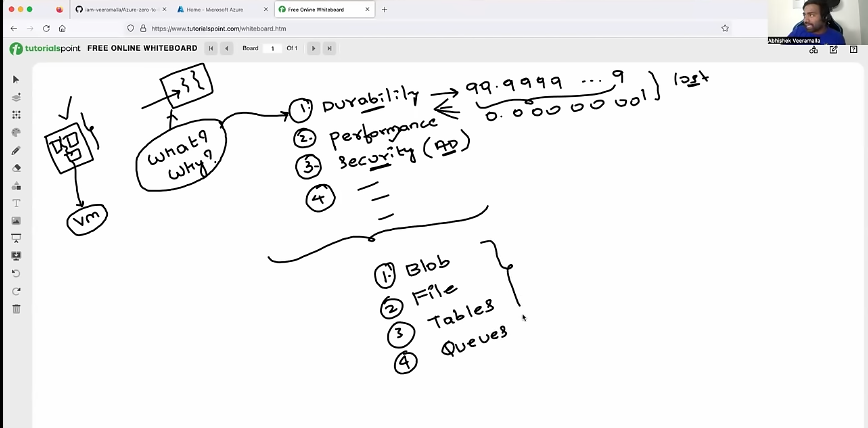 iam-veeramalla/Azure-zero-to
Home - Microsoft Azure
Free Online Whiteboard
https://www.tutorialspoint.com/whiteboard.htm
Abhishek Veeramalla
tutorialspoint FREE ONLINE WHITEBOARD Board 1 Of 1
1. Durability → 99.9999 ... 9 lost
0.000000001
2. performance
what?
why?
3. Security (AD)
4
VM
1. Blob
2 File
3 Tables
4 Queues